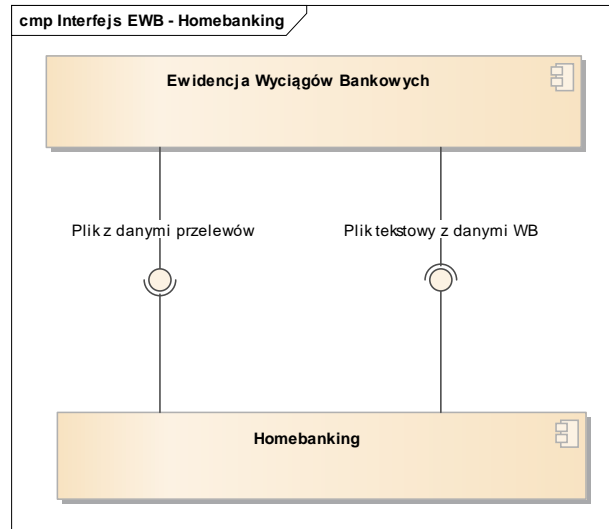 cmp Interfejs EWB - Homebanking
Ewidencja Wyciągów Bankowych
Plik z danymi przelewów
Plik tekstowy z danymi WB
Homebanking